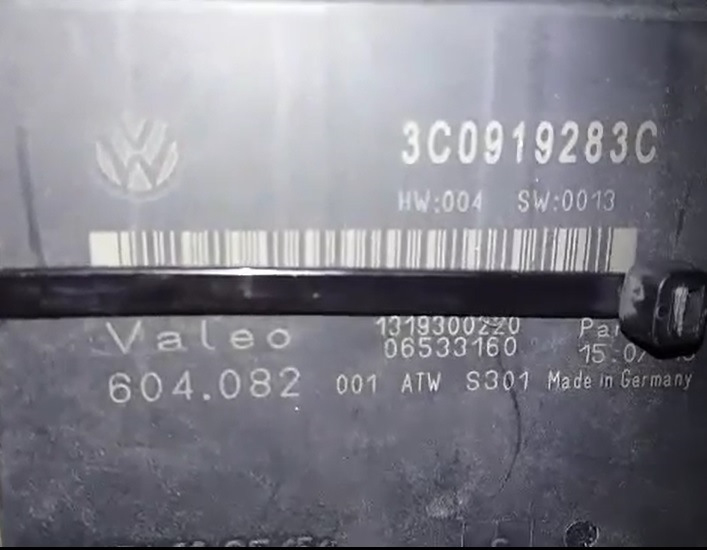 3C0919283C
HW:004 SW:0013
Valeo 1319300220
06533160
604.082 001 ATW S301 Made in Germany